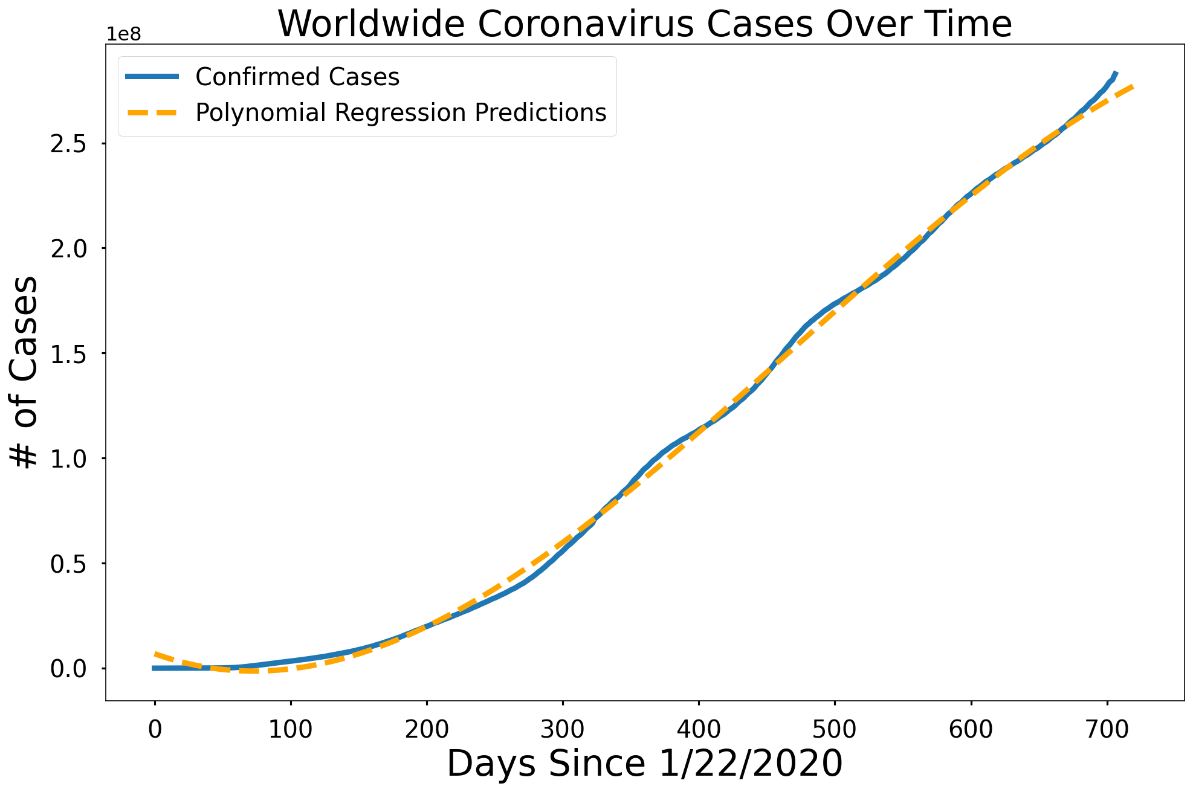 Worldwide Coronavirus Cases Over Time
1e8
Confirmed Cases
Polynomial Regression Predictions
2.5
2.0
1.5
1.0
0.5
0.0
# of Cases
0 100 200 300 400 500 600 700
Days Since 1/22/2020